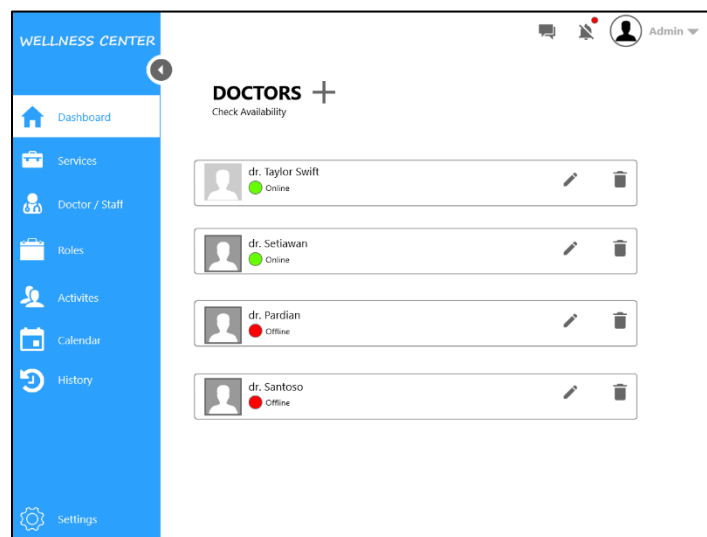 WELLNESS CENTER
Admin
DOCTORS
Check Availability
Dashboard
Services
Doctor / Staff
Roles
Activites
Calendar
History
Settings
dr. Taylor Swift
Online
dr. Setiawan
Online
dr. Pardian
Offline
dr. Santoso
Offline